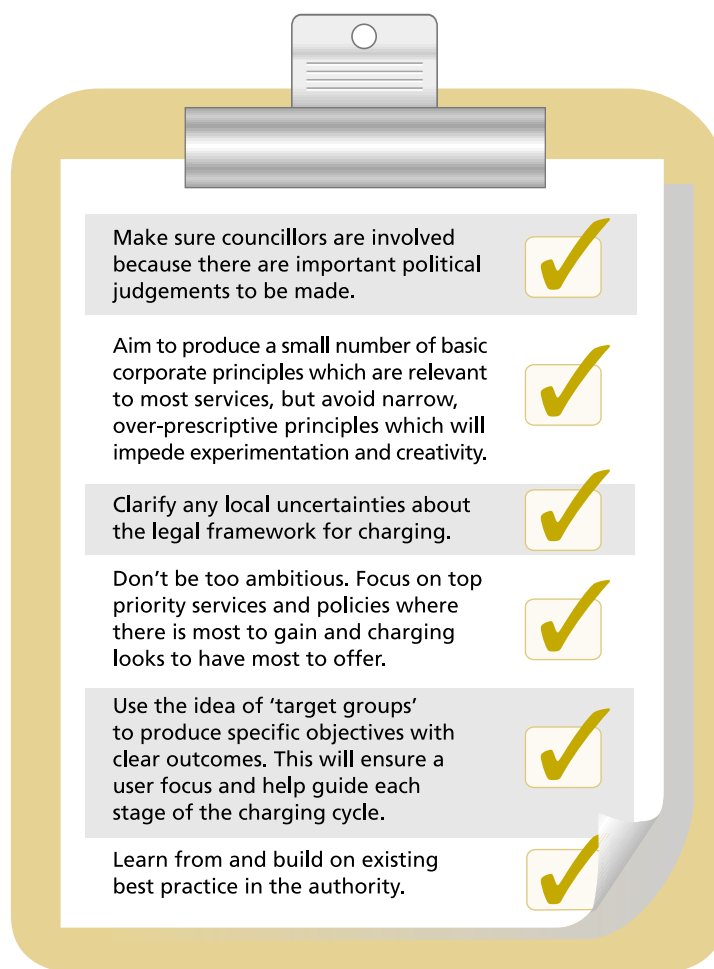 Make sure councillors are involved
because there are important political
judgements to be made.
Aim to produce a small number of basic
corporate principles which are relevant
to most services, but avoid narrow,
over-prescriptive principles which will
impede experimentation and creativity.
Clarify any local uncertainties about
the legal framework for charging.
Don’t be too ambitious. Focus on top
priority services and policies where
there is most to gain and charging
looks to have most to offer.
Use the idea of ‘target groups’
to produce specific objectives with
clear outcomes. This will ensure a
user focus and help guide each
stage of the charging cycle.
Learn from and build on existing
best practice in the authority.